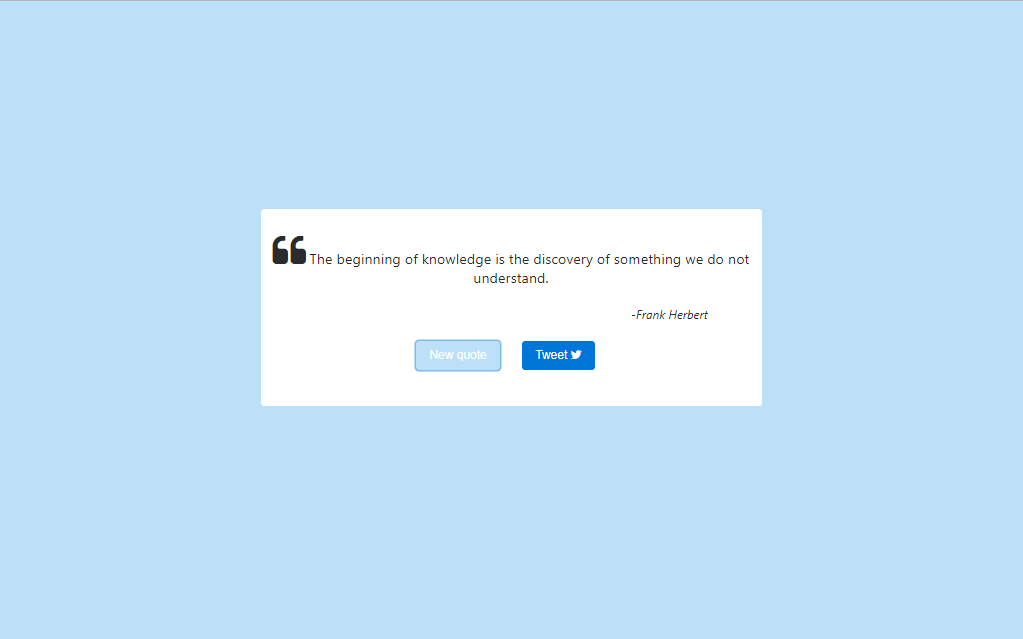 ❝ The beginning of knowledge is the discovery of something we do not
understand.
-Frank Herbert
New quote
Tweet